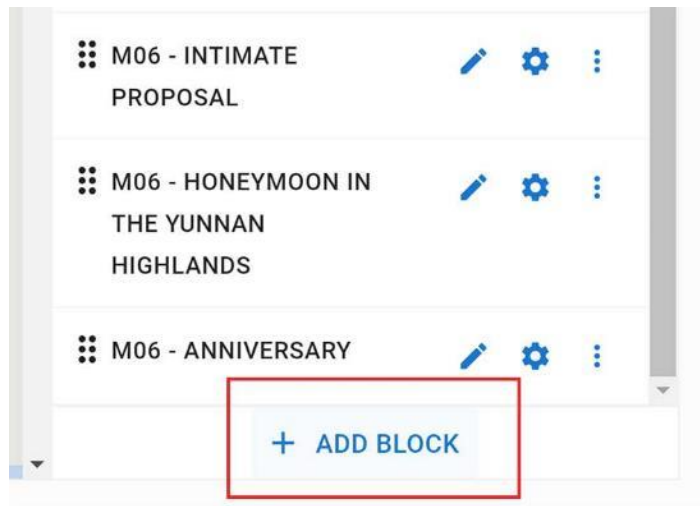 M06 - INTIMATE
PROPOSAL
M06 - HONEYMOON IN
THE YUNNAN
HIGHLANDS
M06 - ANNIVERSARY
+ ADD BLOCK